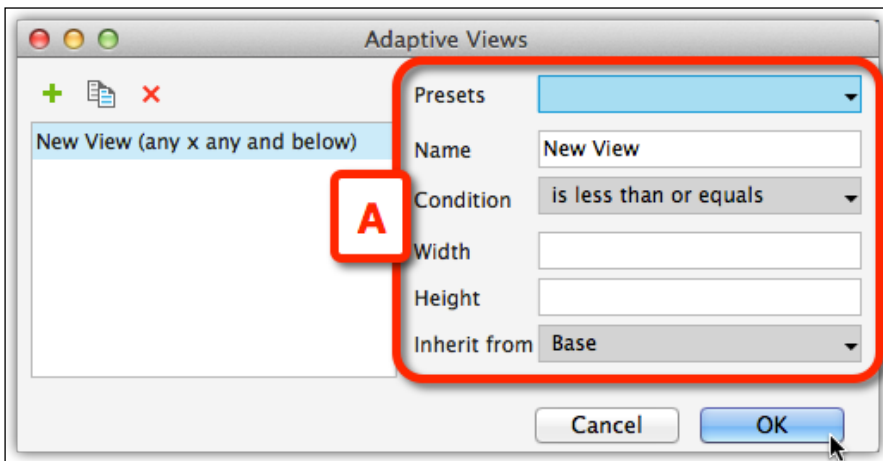 Adaptive Views
New View (any x any and below)
A
Presets
Name New View
Condition is less than or equals
Width
Height
Inherit from Base
Cancel OK